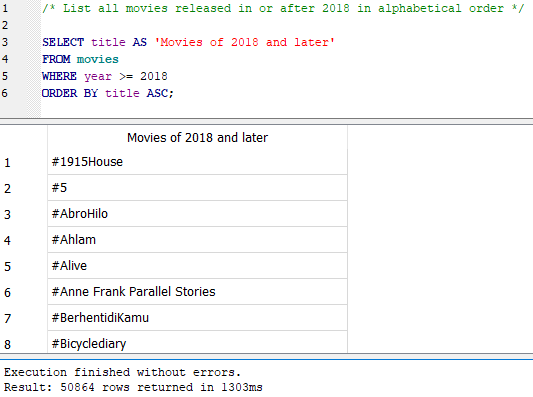 1 /* List all movies released in or after 2018 in alphabetical order */
2
3 SELECT title AS 'Movies of 2018 and later'
4 FROM movies
5 WHERE year >= 2018
6 ORDER BY title ASC;
Movies of 2018 and later
1 #1915House
2 #5
3 #AbroHilo
4 #Ahlam
5 #Alive
6 #Anne Frank Parallel Stories
7 #BerhentidiKamu
8 #Bicyclediary
Execution finished without errors.
Result: 50864 rows returned in 1303ms